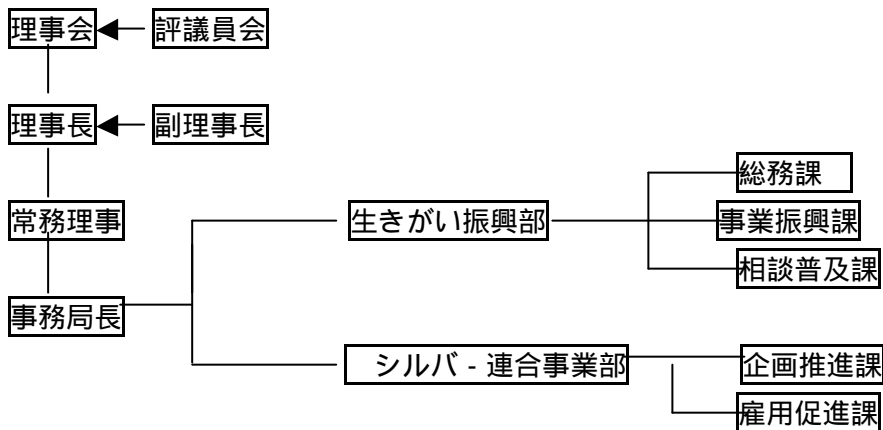 理事会 評議員会
理事長 副理事長
総務課
常務理事 生きがい振興部 事業振興課
相談普及課
事務局長
シルバ - 連合事業部 企画推進課
雇用促進課